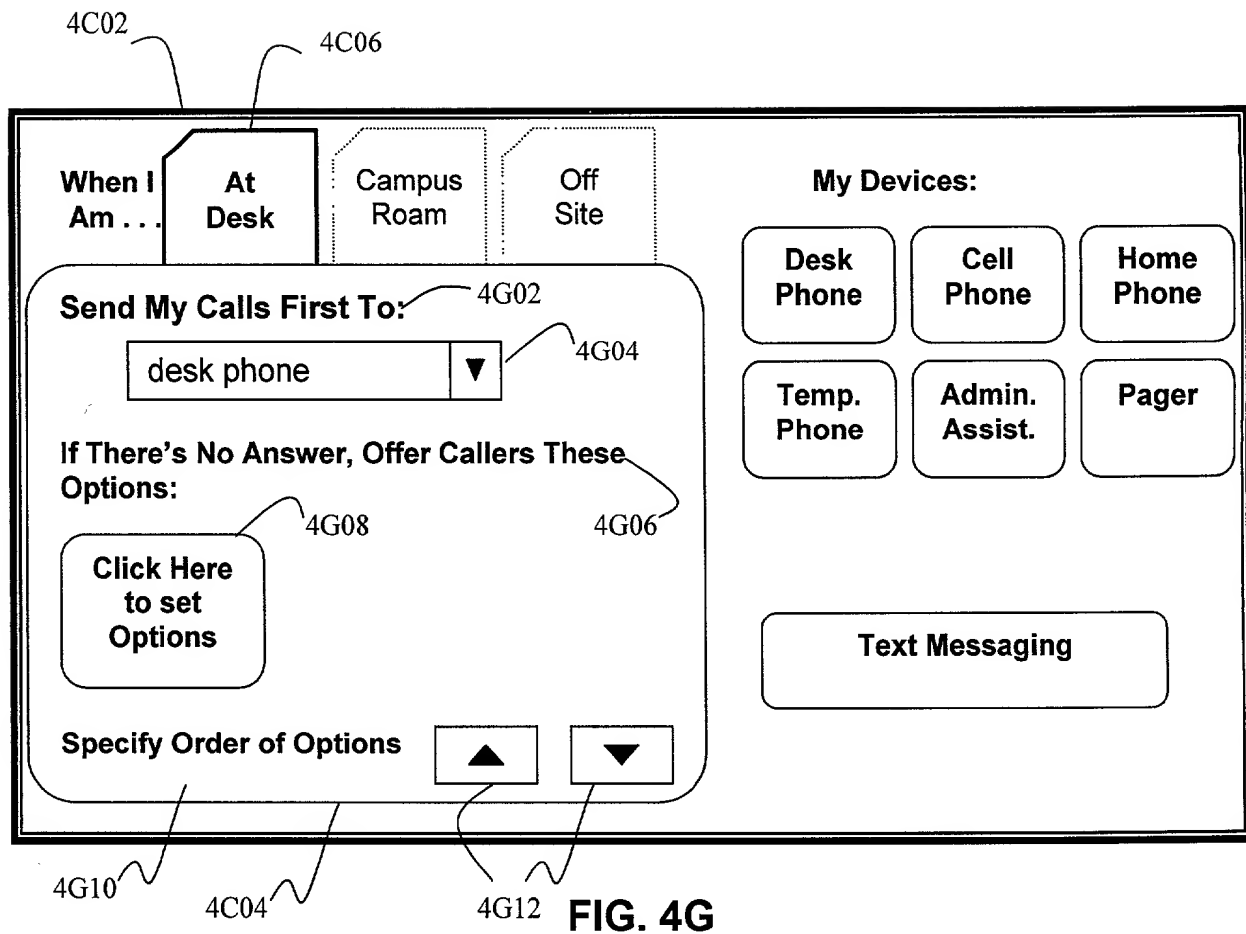 4C02
4C06
When I
Am . . .
At
Desk
Campus
Roam
Off
Site
My Devices:
Desk
Phone
Cell
Phone
Home
Phone
Send My Calls First To:
4G02
desk phone
4G04
Temp.
Phone
Admin.
Assist.
Pager
If There's No Answer, Offer Callers These
Options:
4G08
4G06
Click Here
to set
Options
Text Messaging
Specify Order of Options
4G10
4C04
4G12
FIG. 4G